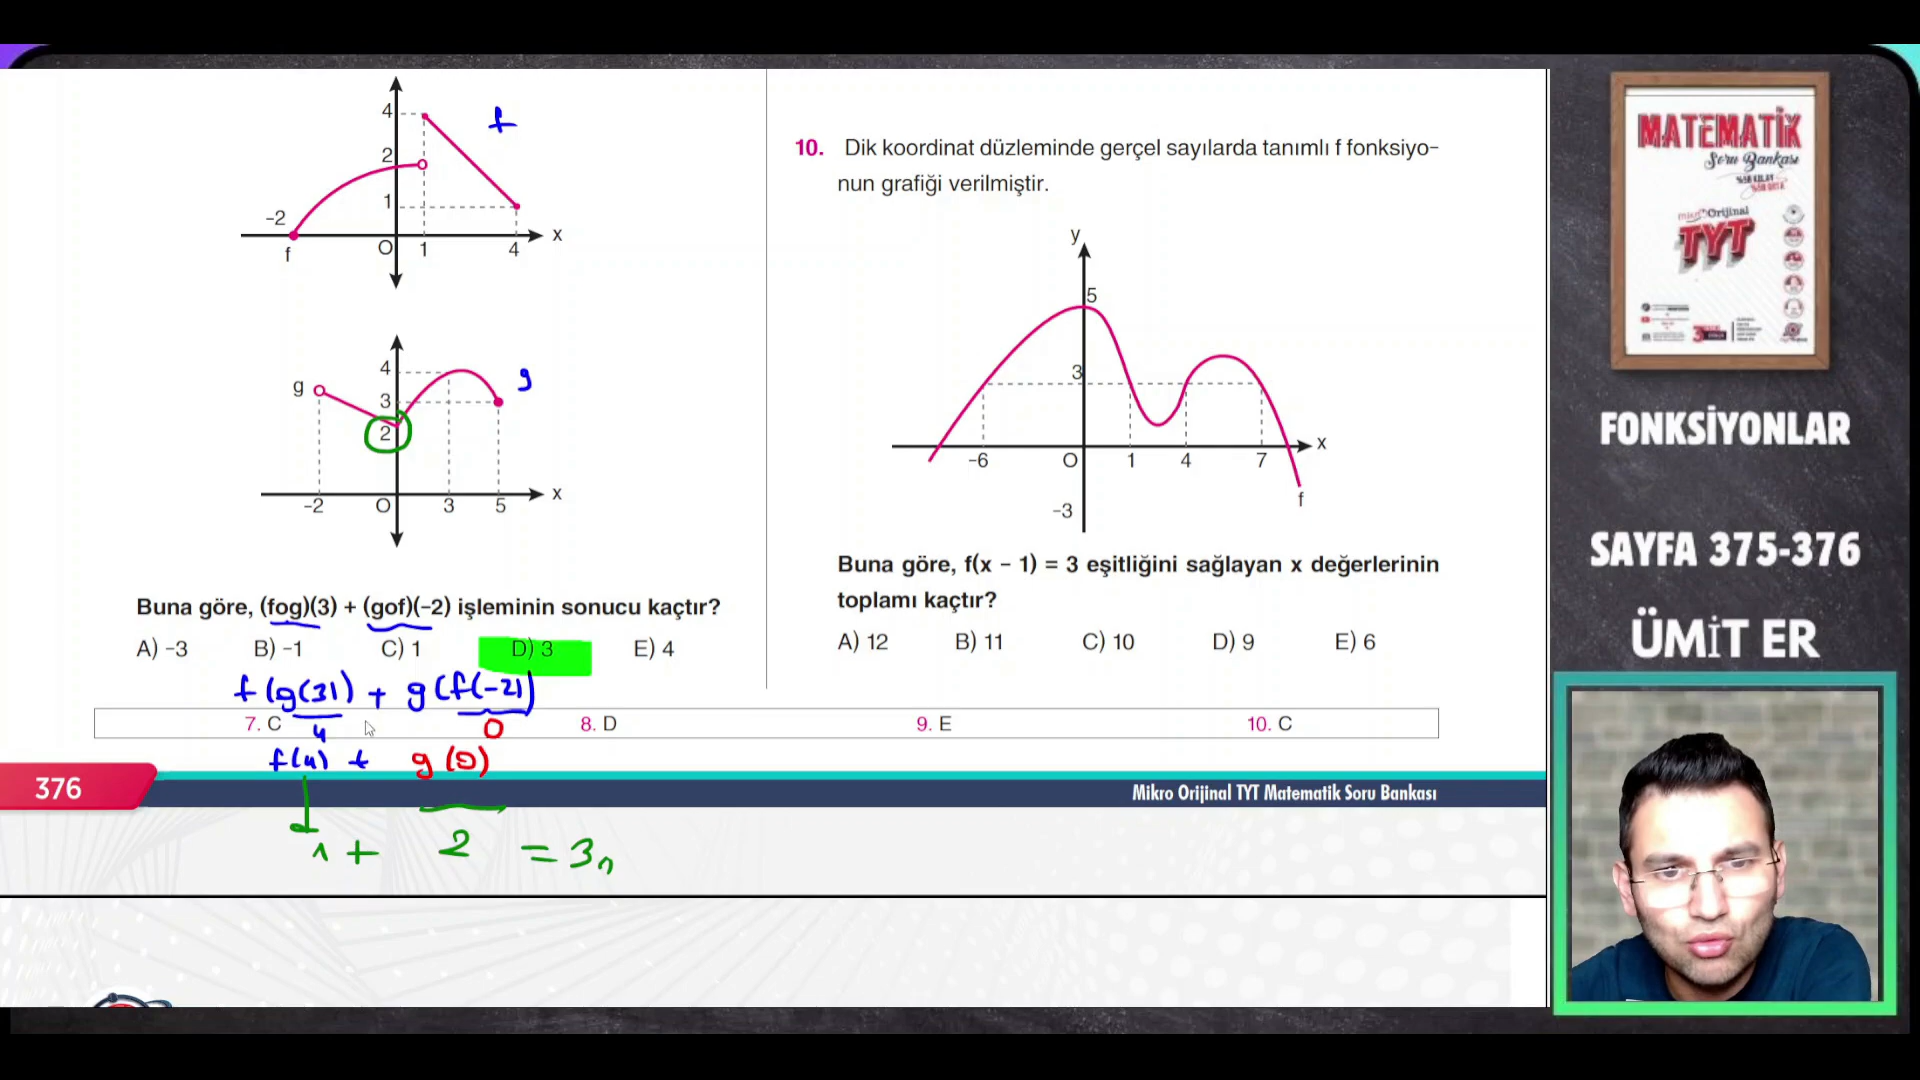 4
2
1
-2
f
O
1
4
x
f
4
3
2
g
-2
O
3
5
x
g
Buna göre, (fog)(3) + (gof)(-2) işleminin sonucu kaçtır?
A) -3 B) -1 C) 1 D) 3 E) 4
f(g(3)) + g(f(-2))
4 0
f(4) + g(0)
1 + 2 = 3
10. Dik koordinat düzleminde gerçel sayılarda tanımlı f fonksiyo-
nun grafiği verilmiştir.
y
5
3
-6
O
1
4
7
x
f
-3
Buna göre, f(x - 1) = 3 eşitliğini sağlayan x değerlerinin
toplamı kaçtır?
A) 12 B) 11 C) 10 D) 9 E) 6
7. C 8. D 9. E 10. C
376
Mikro Orijinal TYT Matematik Soru Bankası
MATEMATİK
Soru Bankası
mikro Orijinal
TYT
FONKSİYONLAR
SAYFA 375-376
ÜMİT ER